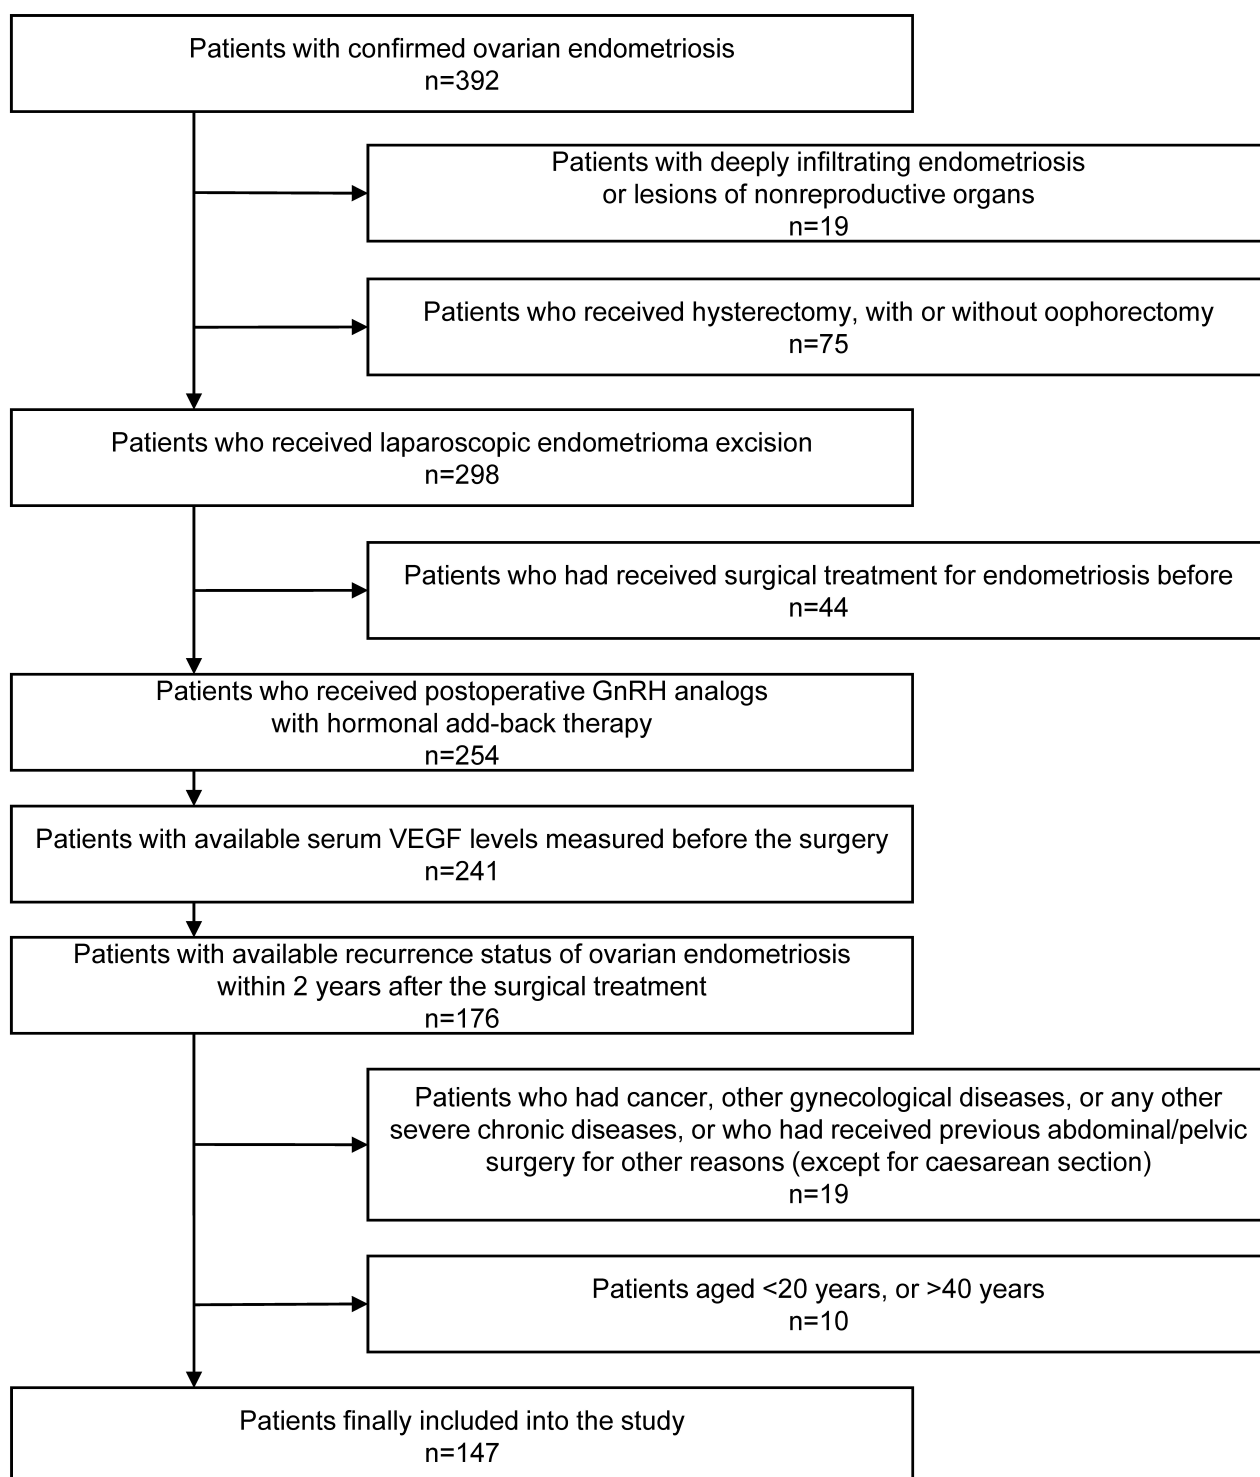 Patients with confirmed ovarian endometriosis
n=392
Patients with deeply infiltrating endometriosis
or lesions of nonreproductive organs
n=19
Patients who received hysterectomy, with or without oophorectomy
n=75
Patients who received laparoscopic endometrioma excision
n=298
Patients who had received surgical treatment for endometriosis before
n=44
Patients who received postoperative GnRH analogs
with hormonal add-back therapy
n=254
Patients with available serum VEGF levels measured before the surgery
n=241
Patients with available recurrence status of ovarian endometriosis
within 2 years after the surgical treatment
n=176
Patients who had cancer, other gynecological diseases, or any other
severe chronic diseases, or who had received previous abdominal/pelvic
surgery for other reasons (except for caesarean section)
n=19
Patients aged <20 years, or >40 years
n=10
Patients finally included into the study
n=147